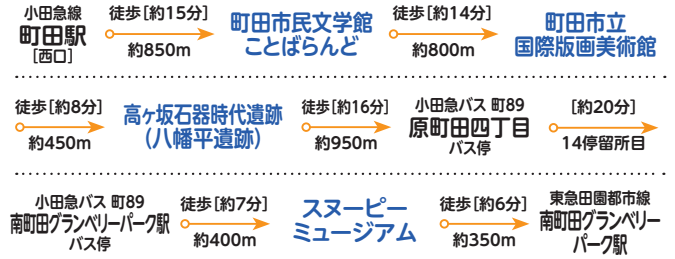 小田急線
町田駅
[西口]
徒歩[約15分]
約850m
町田市民文学館
ことばらんど
徒歩[約14分]
約800m
町田市立
国際版画美術館
徒歩[約8分]
約450m
高ヶ坂石器時代遺跡
(八幡平遺跡)
徒歩[約16分]
約950m
小田急バス 町89
原町田四丁目
バス停
[約20分]
14停留所目
小田急バス 町89
南町田グランベリーパーク駅
バス停
徒歩[約7分]
約400m
スヌーピー
ミュージアム
徒歩[約6分]
約350m
東急田園都市線
南町田グランベリー
パーク駅